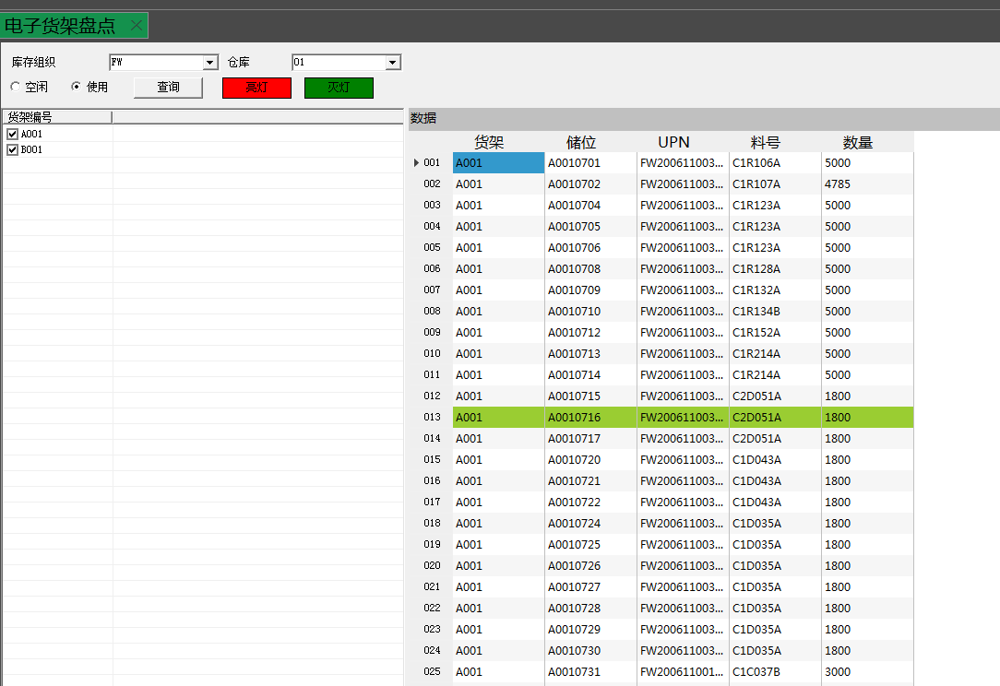 电子货架盘点
库存组织 FW 仓库 01
空闲 使用 查询 亮灯 灭灯
货架编号
A001
B001
数据
货架 储位 UPN 料号 数量
001 A001 A0010701 FW200611003... C1R106A 5000
002 A001 A0010702 FW200611003... C1R107A 4785
003 A001 A0010704 FW200611003... C1R123A 5000
004 A001 A0010705 FW200611003... C1R123A 5000
005 A001 A0010706 FW200611003... C1R123A 5000
006 A001 A0010708 FW200611003... C1R128A 5000
007 A001 A0010709 FW200611003... C1R132A 5000
008 A001 A0010710 FW200611003... C1R134B 5000
009 A001 A0010712 FW200611003... C1R152A 5000
010 A001 A0010713 FW200611003... C1R214A 5000
011 A001 A0010714 FW200611003... C1R214A 5000
012 A001 A0010715 FW200611003... C2D051A 1800
013 A001 A0010716 FW200611003... C2D051A 1800
014 A001 A0010717 FW200611003... C2D051A 1800
015 A001 A0010720 FW200611003... C1D043A 1800
016 A001 A0010721 FW200611003... C1D043A 1800
017 A001 A0010722 FW200611003... C1D043A 1800
018 A001 A0010724 FW200611003... C1D035A 1800
019 A001 A0010725 FW200611003... C1D035A 1800
020 A001 A0010726 FW200611003... C1D035A 1800
021 A001 A0010727 FW200611003... C1D035A 1800
022 A001 A0010728 FW200611003... C1D035A 1800
023 A001 A0010729 FW200611003... C1D035A 1800
024 A001 A0010730 FW200611003... C1D035A 1800
025 A001 A0010731 FW200611001... C1C037B 3000